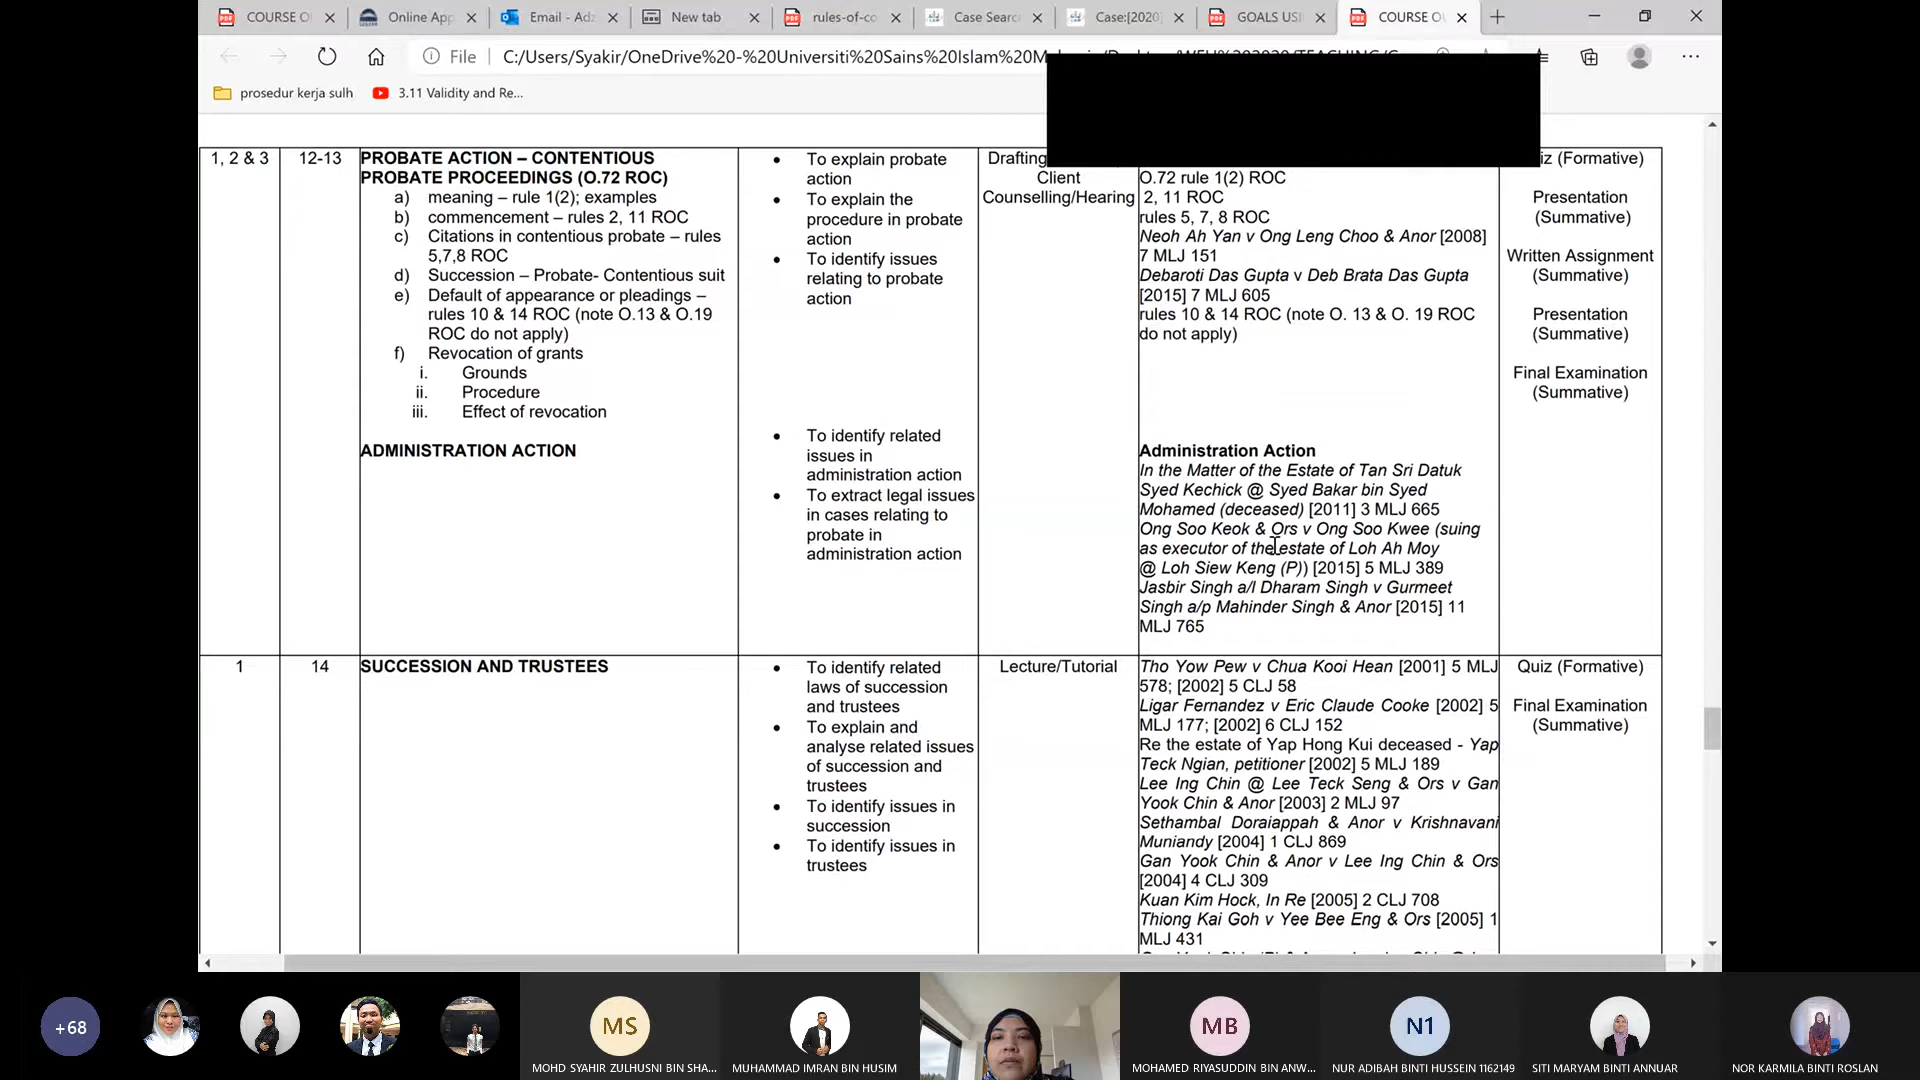 COURSE O
Online App
Email - Adz
New tab
rules-of-co
Case Searc
Case:[2020]
GOALS USI
COURSE OU
File
C:/Users/Syakir/OneDrive%20-%20Universiti%20Sains%20Islam%20M
prosedur kerja sulh
3.11 Validity and Re...
1, 2 & 3
12-13
PROBATE ACTION – CONTENTIOUS
PROBATE PROCEEDINGS (O.72 ROC)
a) meaning – rule 1(2); examples
b) commencement – rules 2, 11 ROC
c) Citations in contentious probate – rules
5,7,8 ROC
d) Succession – Probate- Contentious suit
e) Default of appearance or pleadings –
rules 10 & 14 ROC (note O.13 & O.19
ROC do not apply)
f) Revocation of grants
i. Grounds
ii. Procedure
iii. Effect of revocation
ADMINISTRATION ACTION
• To explain probate
action
• To explain the
procedure in probate
action
• To identify issues
relating to probate
action
• To identify related
issues in
administration action
• To extract legal issues
in cases relating to
probate in
administration action
Drafting
Client
Counselling/Hearing
O.72 rule 1(2) ROC
2, 11 ROC
rules 5, 7, 8 ROC
Neoh Ah Yan v Ong Leng Choo & Anor [2008]
7 MLJ 151
Debaroti Das Gupta v Deb Brata Das Gupta
[2015] 7 MLJ 605
rules 10 & 14 ROC (note O. 13 & O. 19 ROC
do not apply)
Administration Action
In the Matter of the Estate of Tan Sri Datuk
Syed Kechick @ Syed Bakar bin Syed
Mohamed (deceased) [2011] 3 MLJ 665
Ong Soo Keok & Ors v Ong Soo Kwee (suing
as executor of the estate of Loh Ah Moy
@ Loh Siew Keng (P)) [2015] 5 MLJ 389
Jasbir Singh a/l Dharam Singh v Gurmeet
Singh a/p Mahinder Singh & Anor [2015] 11
MLJ 765
iz (Formative)
Presentation
(Summative)
Written Assignment
(Summative)
Presentation
(Summative)
Final Examination
(Summative)
1
14
SUCCESSION AND TRUSTEES
• To identify related
laws of succession
and trustees
• To explain and
analyse related issues
of succession and
trustees
• To identify issues in
succession
• To identify issues in
trustees
Lecture/Tutorial
Tho Yow Pew v Chua Kooi Hean [2001] 5 MLJ
578; [2002] 5 CLJ 58
Ligar Fernandez v Eric Claude Cooke [2002] 5
MLJ 177; [2002] 6 CLJ 152
Re the estate of Yap Hong Kui deceased - Yap
Teck Ngian, petitioner [2002] 5 MLJ 189
Lee Ing Chin @ Lee Teck Seng & Ors v Gan
Yook Chin & Anor [2003] 2 MLJ 97
Sethambal Doraiappah & Anor v Krishnavani
Muniandy [2004] 1 CLJ 869
Gan Yook Chin & Anor v Lee Ing Chin & Ors
[2004] 4 CLJ 309
Kuan Kim Hock, In Re [2005] 2 CLJ 708
Thiong Kai Goh v Yee Bee Eng & Ors [2005] 1
MLJ 431
Quiz (Formative)
Final Examination
(Summative)
+68
MS
MOHD SYAHIR ZULHUSNI BIN SHA...
MUHAMMAD IMRAN BIN HUSIM
MB
MOHAMED RIYASUDDIN BIN ANW...
N1
NUR ADIBAH BINTI HUSSEIN 1162149
SITI MARYAM BINTI ANNUAR
NOR KARMILA BINTI ROSLAN